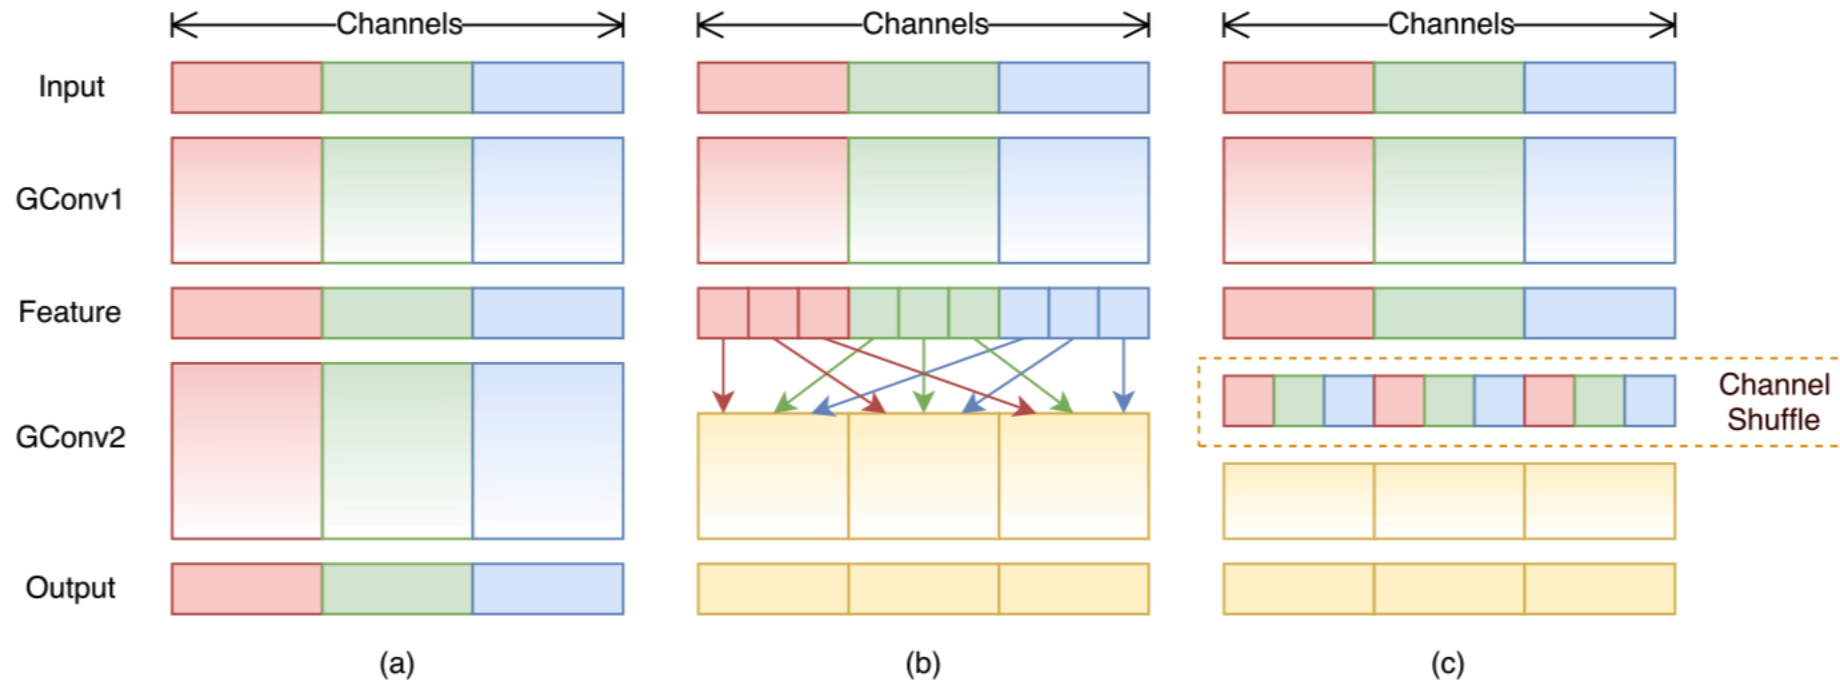 Channels
Channels
Channels
Input
GConv1
Feature
Channel
Shuffle
GConv2
Output
(a)
(b)
(c)